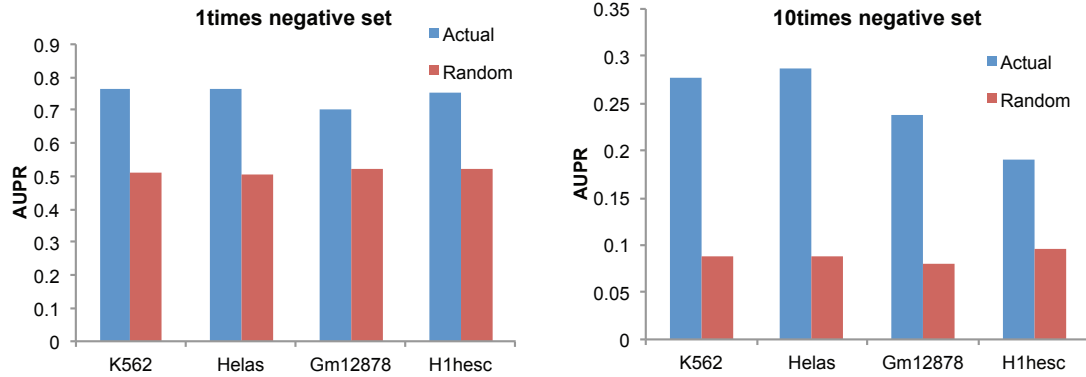 1times negative set
Actual
Random
AUPR
0.9
0.8
0.7
0.6
0.5
0.4
0.3
0.2
0.1
0
K562 Helas Gm12878 H1hesc
10times negative set
Actual
Random
AUPR
0.35
0.3
0.25
0.2
0.15
0.1
0.05
0
K562 Helas Gm12878 H1hesc